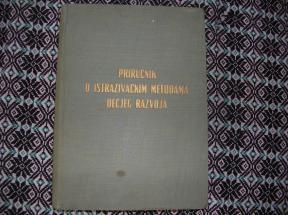 PRIRUČNIK
O ISTRAŽIVAČKIM METODAMA
DEČJEG RAZVOJA